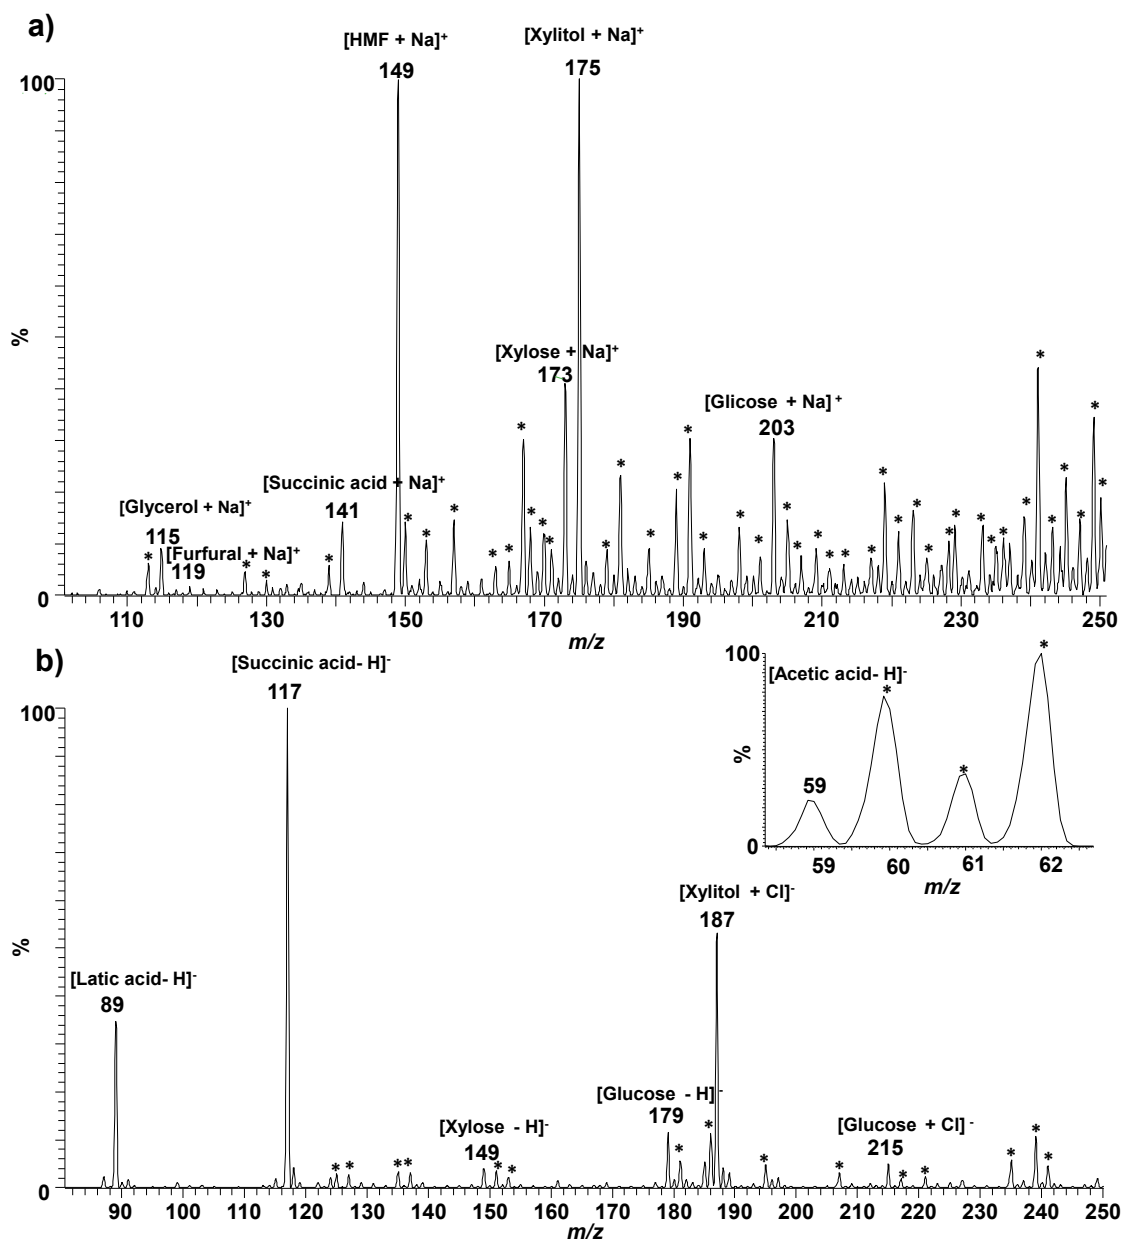 a)
[HMF + Na]⁺
149
[Xylitol + Na]⁺
175
100
%
[Xylose + Na]⁺
173
[Glicose + Na]⁺
203
*
[Succinic acid + Na]⁺
141
[Glycerol + Na]⁺
115
[Furfural + Na]⁺
119
0
110 130 150 170 190 210 230 250
m/z
b)
[Succinic acid- H]⁻
117
100
%
[Latic acid- H]⁻
89
[Xylitol + Cl]⁻
187
[Glucose - H]⁻
179
[Xylose - H]⁻
149
[Glucose + Cl]⁻
215
0
90 100 110 120 130 140 150 160 170 180 190 200 210 220 230 240 250
m/z
100
[Acetic acid- H]⁻
%
59
0
59 60 61 62
m/z